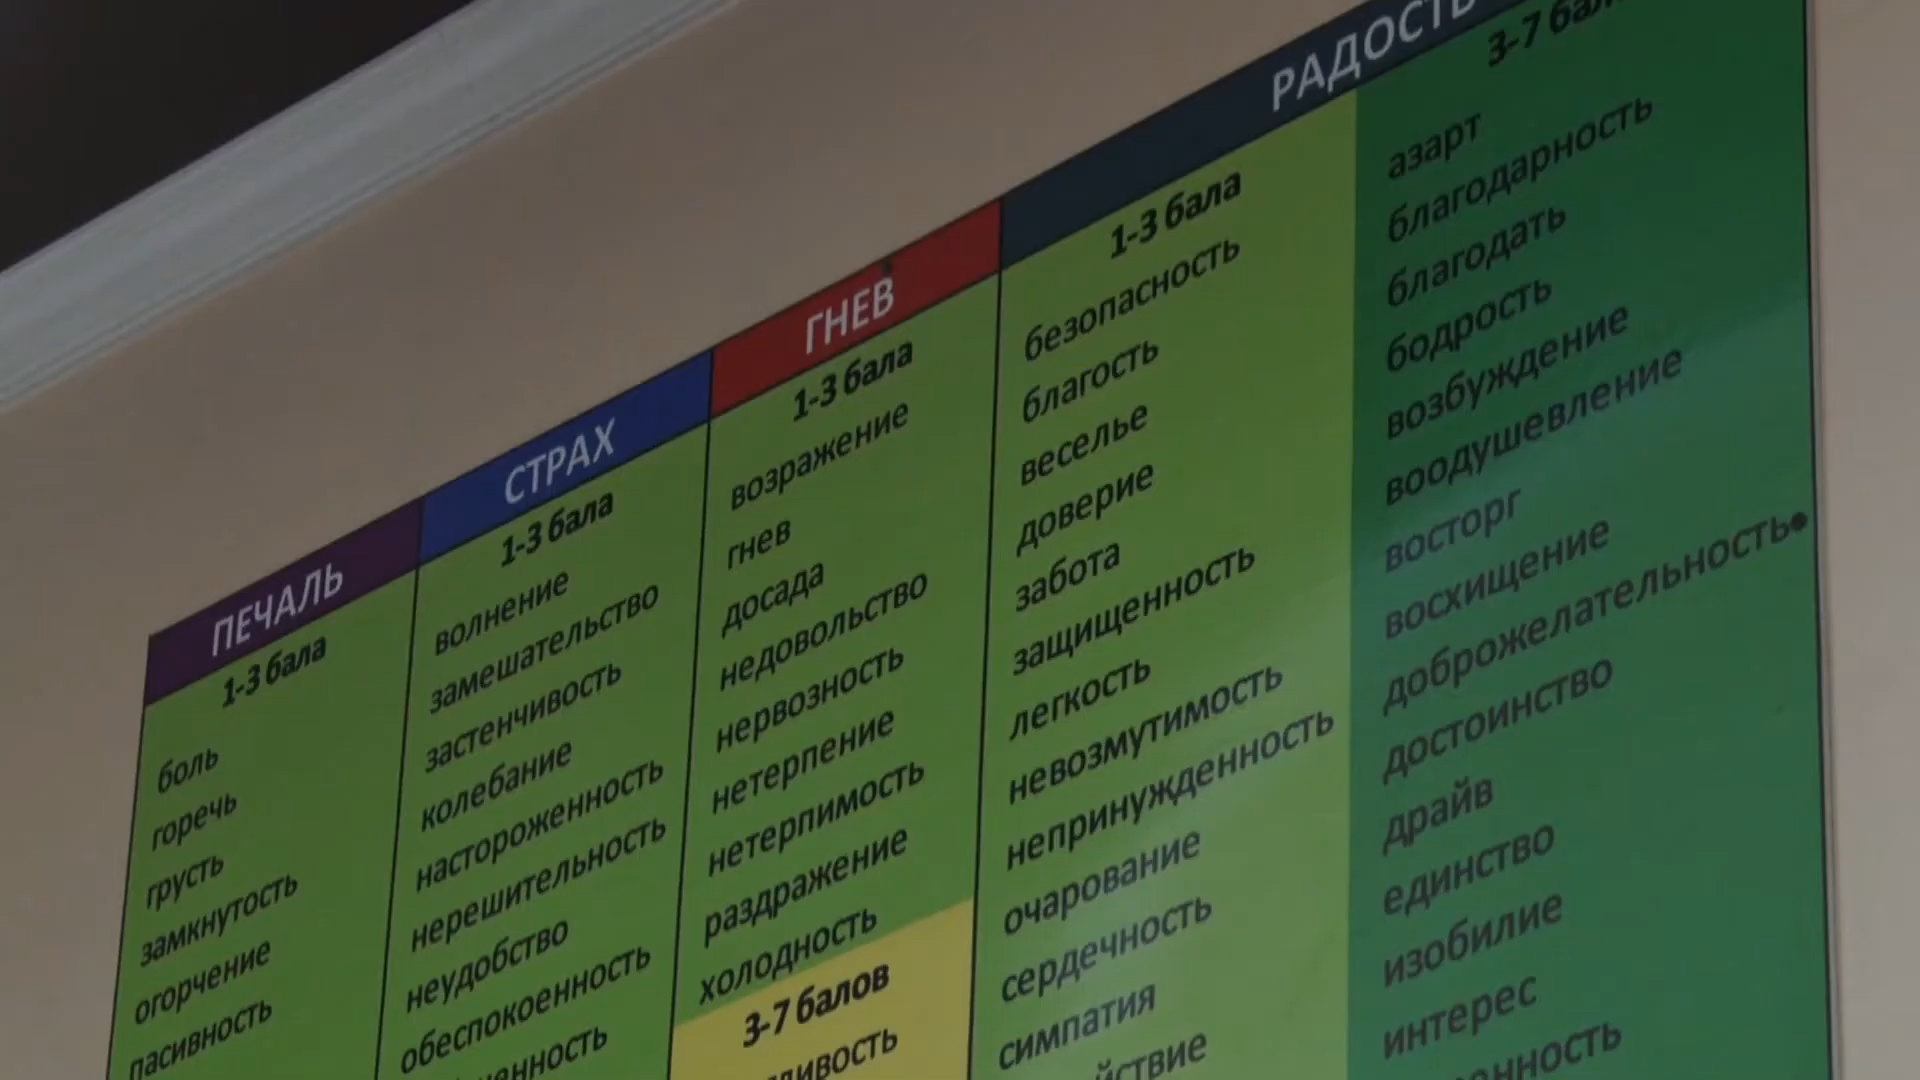 ПЕЧАЛЬ
1-3 бала
боль
горечь
грусть
замкнутость
огорчение
пасивность
СТРАХ
1-3 бала
волнение
замешательство
застенчивость
колебание
настороженность
нерешительность
неудобство
обеспокоенность
ГНЕВ
1-3 бала
возражение
гнев
досада
недовольство
нервозность
нетерпение
нетерпимость
раздражение
холодность
3-7 балов
РАДОСТЬ
1-3 бала
безопасность
благость
веселье
доверие
забота
защищенность
легкость
невозмутимость
непринужденность
очарование
сердечность
симпатия
3-7
азарт
благодарность
благодать
бодрость
возбуждение
воодушевление
восторг
восхищение
доброжелательность
достоинство
драйв
единство
изобилие
интерес